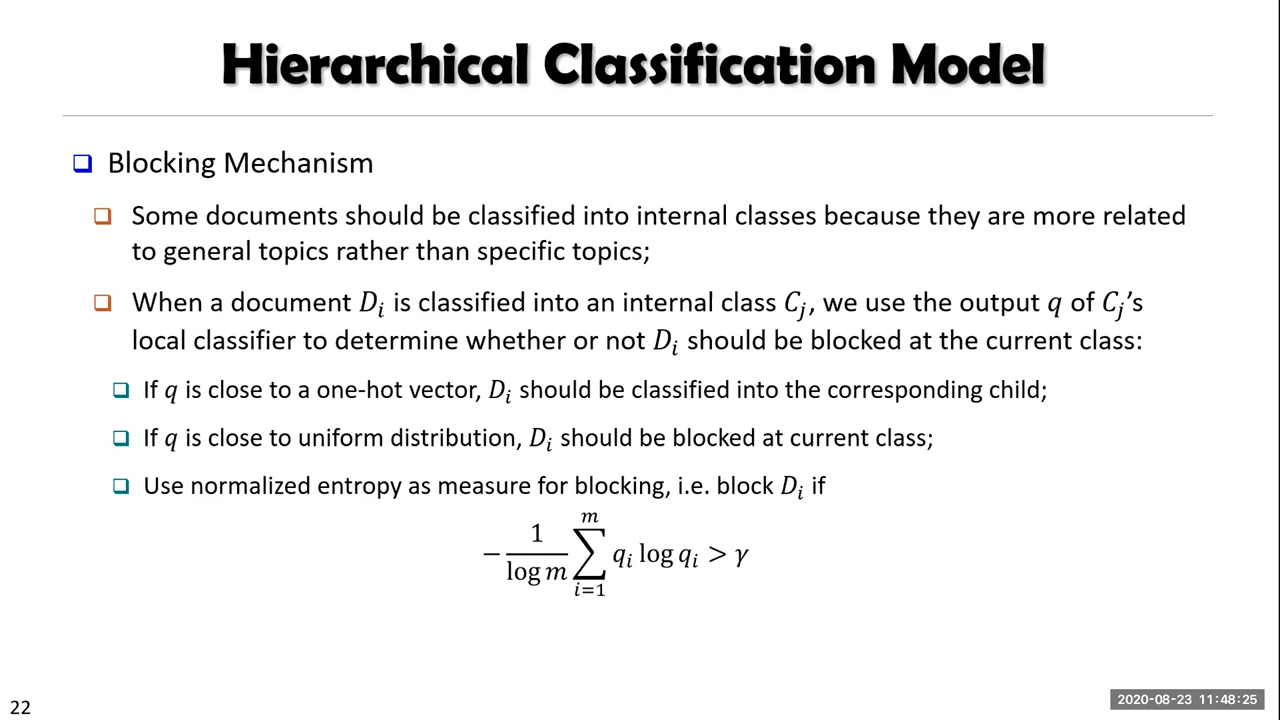 Hierarchical Classification Model
❑ Blocking Mechanism
❑ Some documents should be classified into internal classes because they are more related
to general topics rather than specific topics;
❑ When a document 𝐷ᵢ is classified into an internal class 𝐶ⱼ, we use the output 𝑞 of 𝐶ⱼ’s
local classifier to determine whether or not 𝐷ᵢ should be blocked at the current class:
❑ If 𝑞 is close to a one-hot vector, 𝐷ᵢ should be classified into the corresponding child;
❑ If 𝑞 is close to uniform distribution, 𝐷ᵢ should be blocked at current class;
❑ Use normalized entropy as measure for blocking, i.e. block 𝐷ᵢ if
− 1/log 𝑚 ∑_{𝑖=1}^{𝑚} 𝑞ᵢ log 𝑞ᵢ > 𝛾
22
2020-08-23 11:48:25